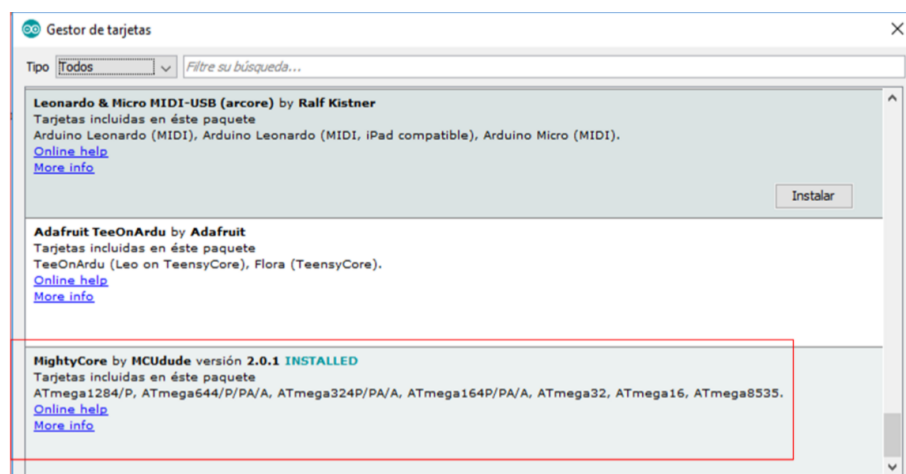 Gestor de tarjetas
Tipo Todos Filtre su búsqueda...
Leonardo & Micro MIDI-USB (arcore) by Ralf Kistner
Tarjetas incluidas en éste paquete
Arduino Leonardo (MIDI), Arduino Leonardo (MIDI, iPad compatible), Arduino Micro (MIDI).
Online help
More info
Instalar
Adafruit TeeOnArdu by Adafruit
Tarjetas incluidas en éste paquete
TeeOnArdu (Leo on TeensyCore), Flora (TeensyCore).
Online help
More info
MightyCore by MCUdude versión 2.0.1 INSTALLED
Tarjetas incluidas en éste paquete
ATmega1284/P, ATmega644/P/PA/A, ATmega324P/PA/A, ATmega164P/PA/A, ATmega32, ATmega16, ATmega8535.
Online help
More info